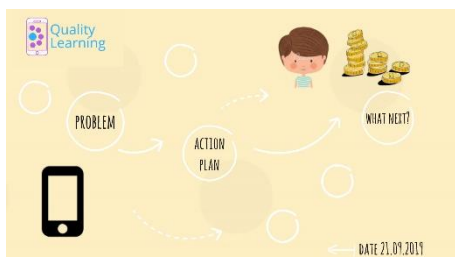 Quality
Learning
PROBLEM
ACTION
PLAN
WHAT NEXT?
DATE 21.09.2019